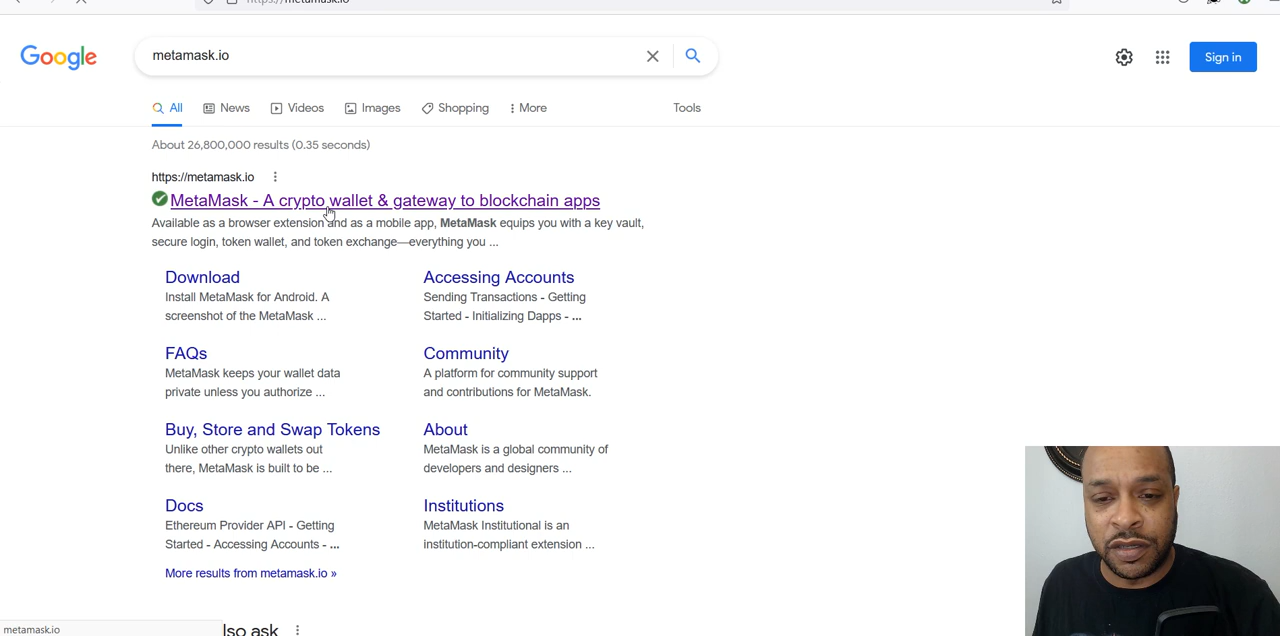 https://metamask.io
Google
metamask.io
Sign in
All
News
Videos
Images
Shopping
More
Tools
About 26,800,000 results (0.35 seconds)
https://metamask.io
MetaMask - A crypto wallet & gateway to blockchain apps
Available as a browser extension and as a mobile app, MetaMask equips you with a key vault,
secure login, token wallet, and token exchange—everything you ...
Download
Install MetaMask for Android. A
screenshot of the MetaMask ...
Accessing Accounts
Sending Transactions - Getting
Started - Initializing Dapps - ...
FAQs
MetaMask keeps your wallet data
private unless you authorize ...
Community
A platform for community support
and contributions for MetaMask.
Buy, Store and Swap Tokens
Unlike other crypto wallets out
there, MetaMask is built to be ...
About
MetaMask is a global community of
developers and designers ...
Docs
Ethereum Provider API - Getting
Started - Accessing Accounts - ...
Institutions
MetaMask Institutional is an
institution-compliant extension ...
More results from metamask.io »
lso ask
metamask.io